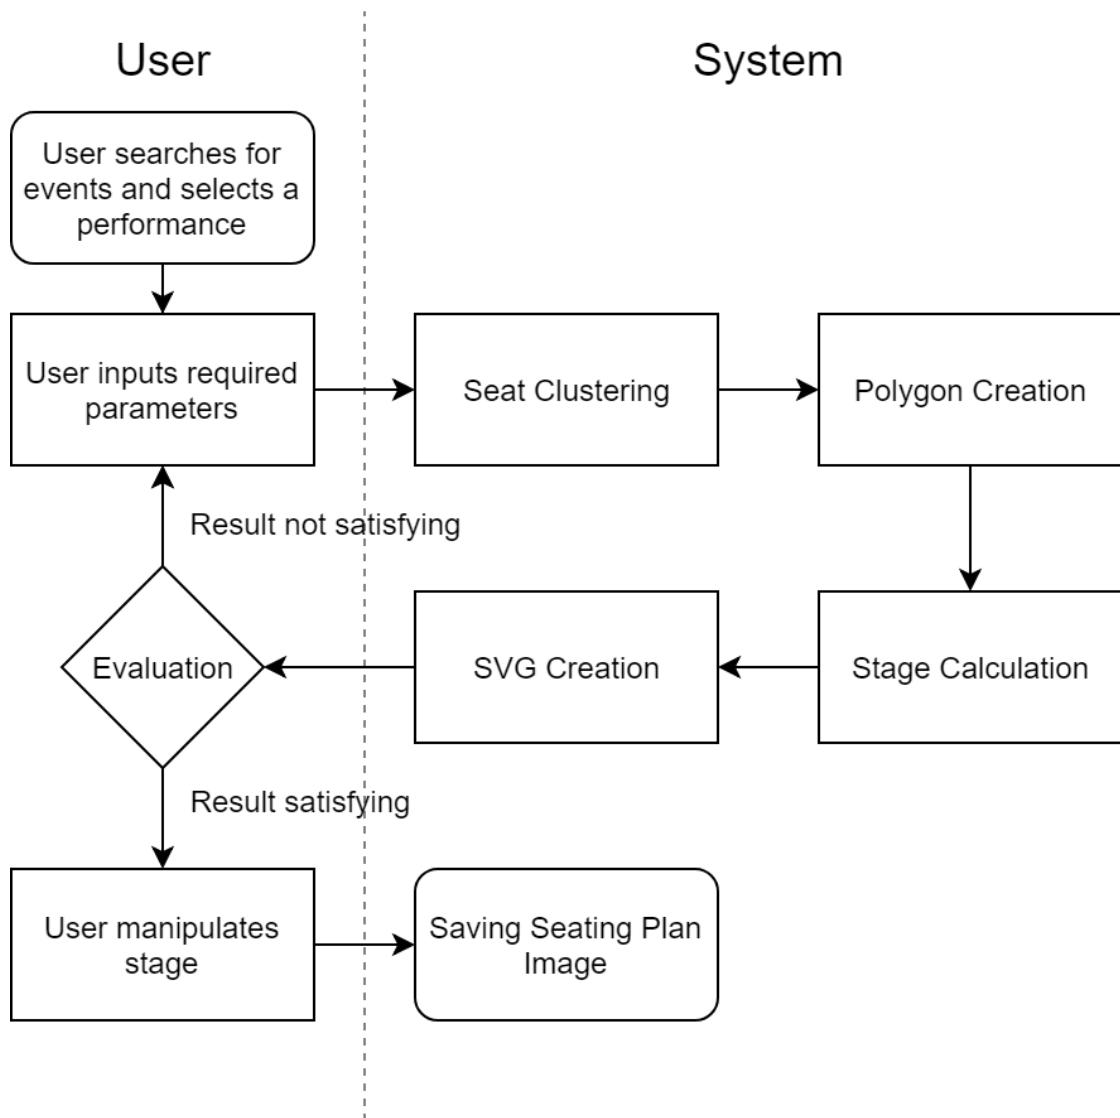 User
System
User searches for
events and selects a
performance
User inputs required
parameters
Seat Clustering
Polygon Creation
Result not satisfying
Evaluation
SVG Creation
Stage Calculation
Result satisfying
User manipulates
stage
Saving Seating Plan
Image